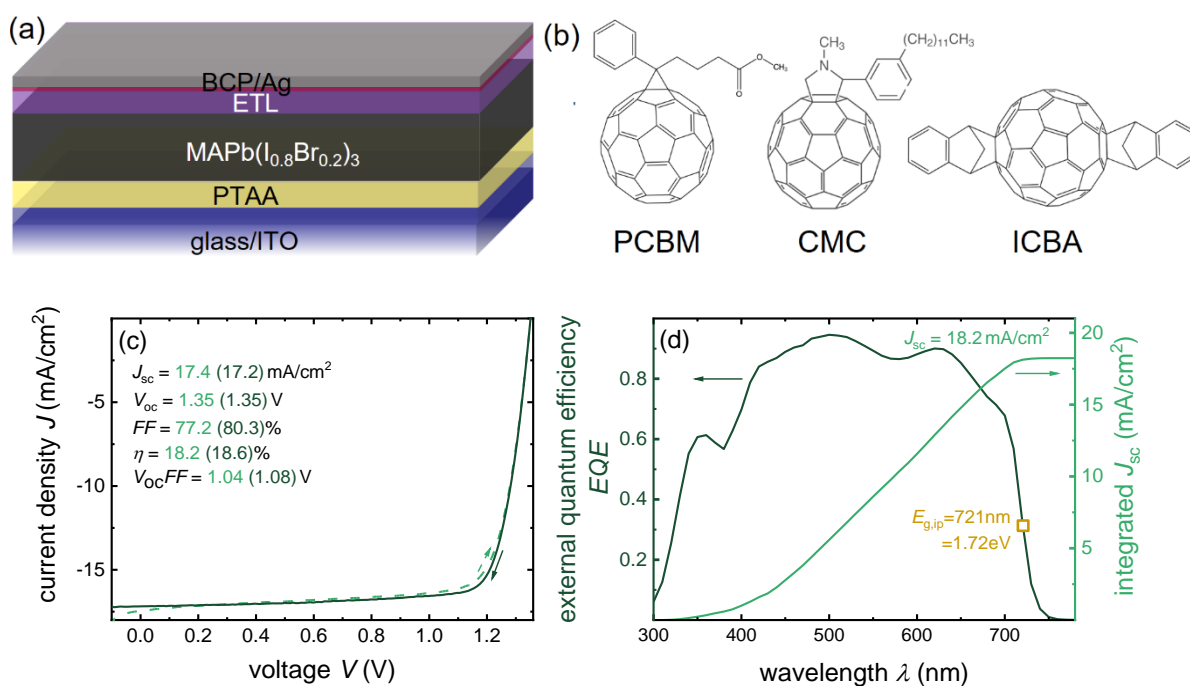 (a)
BCP/Ag
ETL
MAPb(I0.8Br0.2)3
PTAA
glass/ITO
(b)
O
O
CH3
PCBM
CH3
N
(CH2)11CH3
CMC
ICBA
(c)
Jsc = 17.4 (17.2) mA/cm2
Voc = 1.35 (1.35) V
FF = 77.2 (80.3)%
η = 18.2 (18.6)%
VOCFF = 1.04 (1.08) V
current density J (mA/cm2)
-5
-10
-15
0.0 0.2 0.4 0.6 0.8 1.0 1.2
voltage V (V)
(d)
Jsc = 18.2 mA/cm2
Eg,ip=721nm
=1.72eV
external quantum efficiency
EQE
0.8
0.6
0.4
0.2
300 400 500 600 700
wavelength λ (nm)
20
15
10
5
integrated Jsc (mA/cm2)